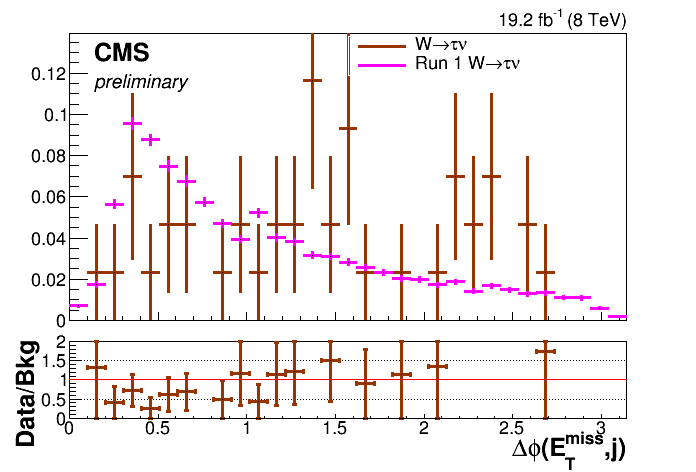 19.2 fb⁻¹ (8 TeV)
CMS
preliminary
W→τν
Run 1 W→τν
0.12
0.1
0.08
0.06
0.04
0.02
0
Data/Bkg
2
1.5
1
0.5
0
0 0.5 1 1.5 2 2.5 3
Δϕ(E_T^miss,j)